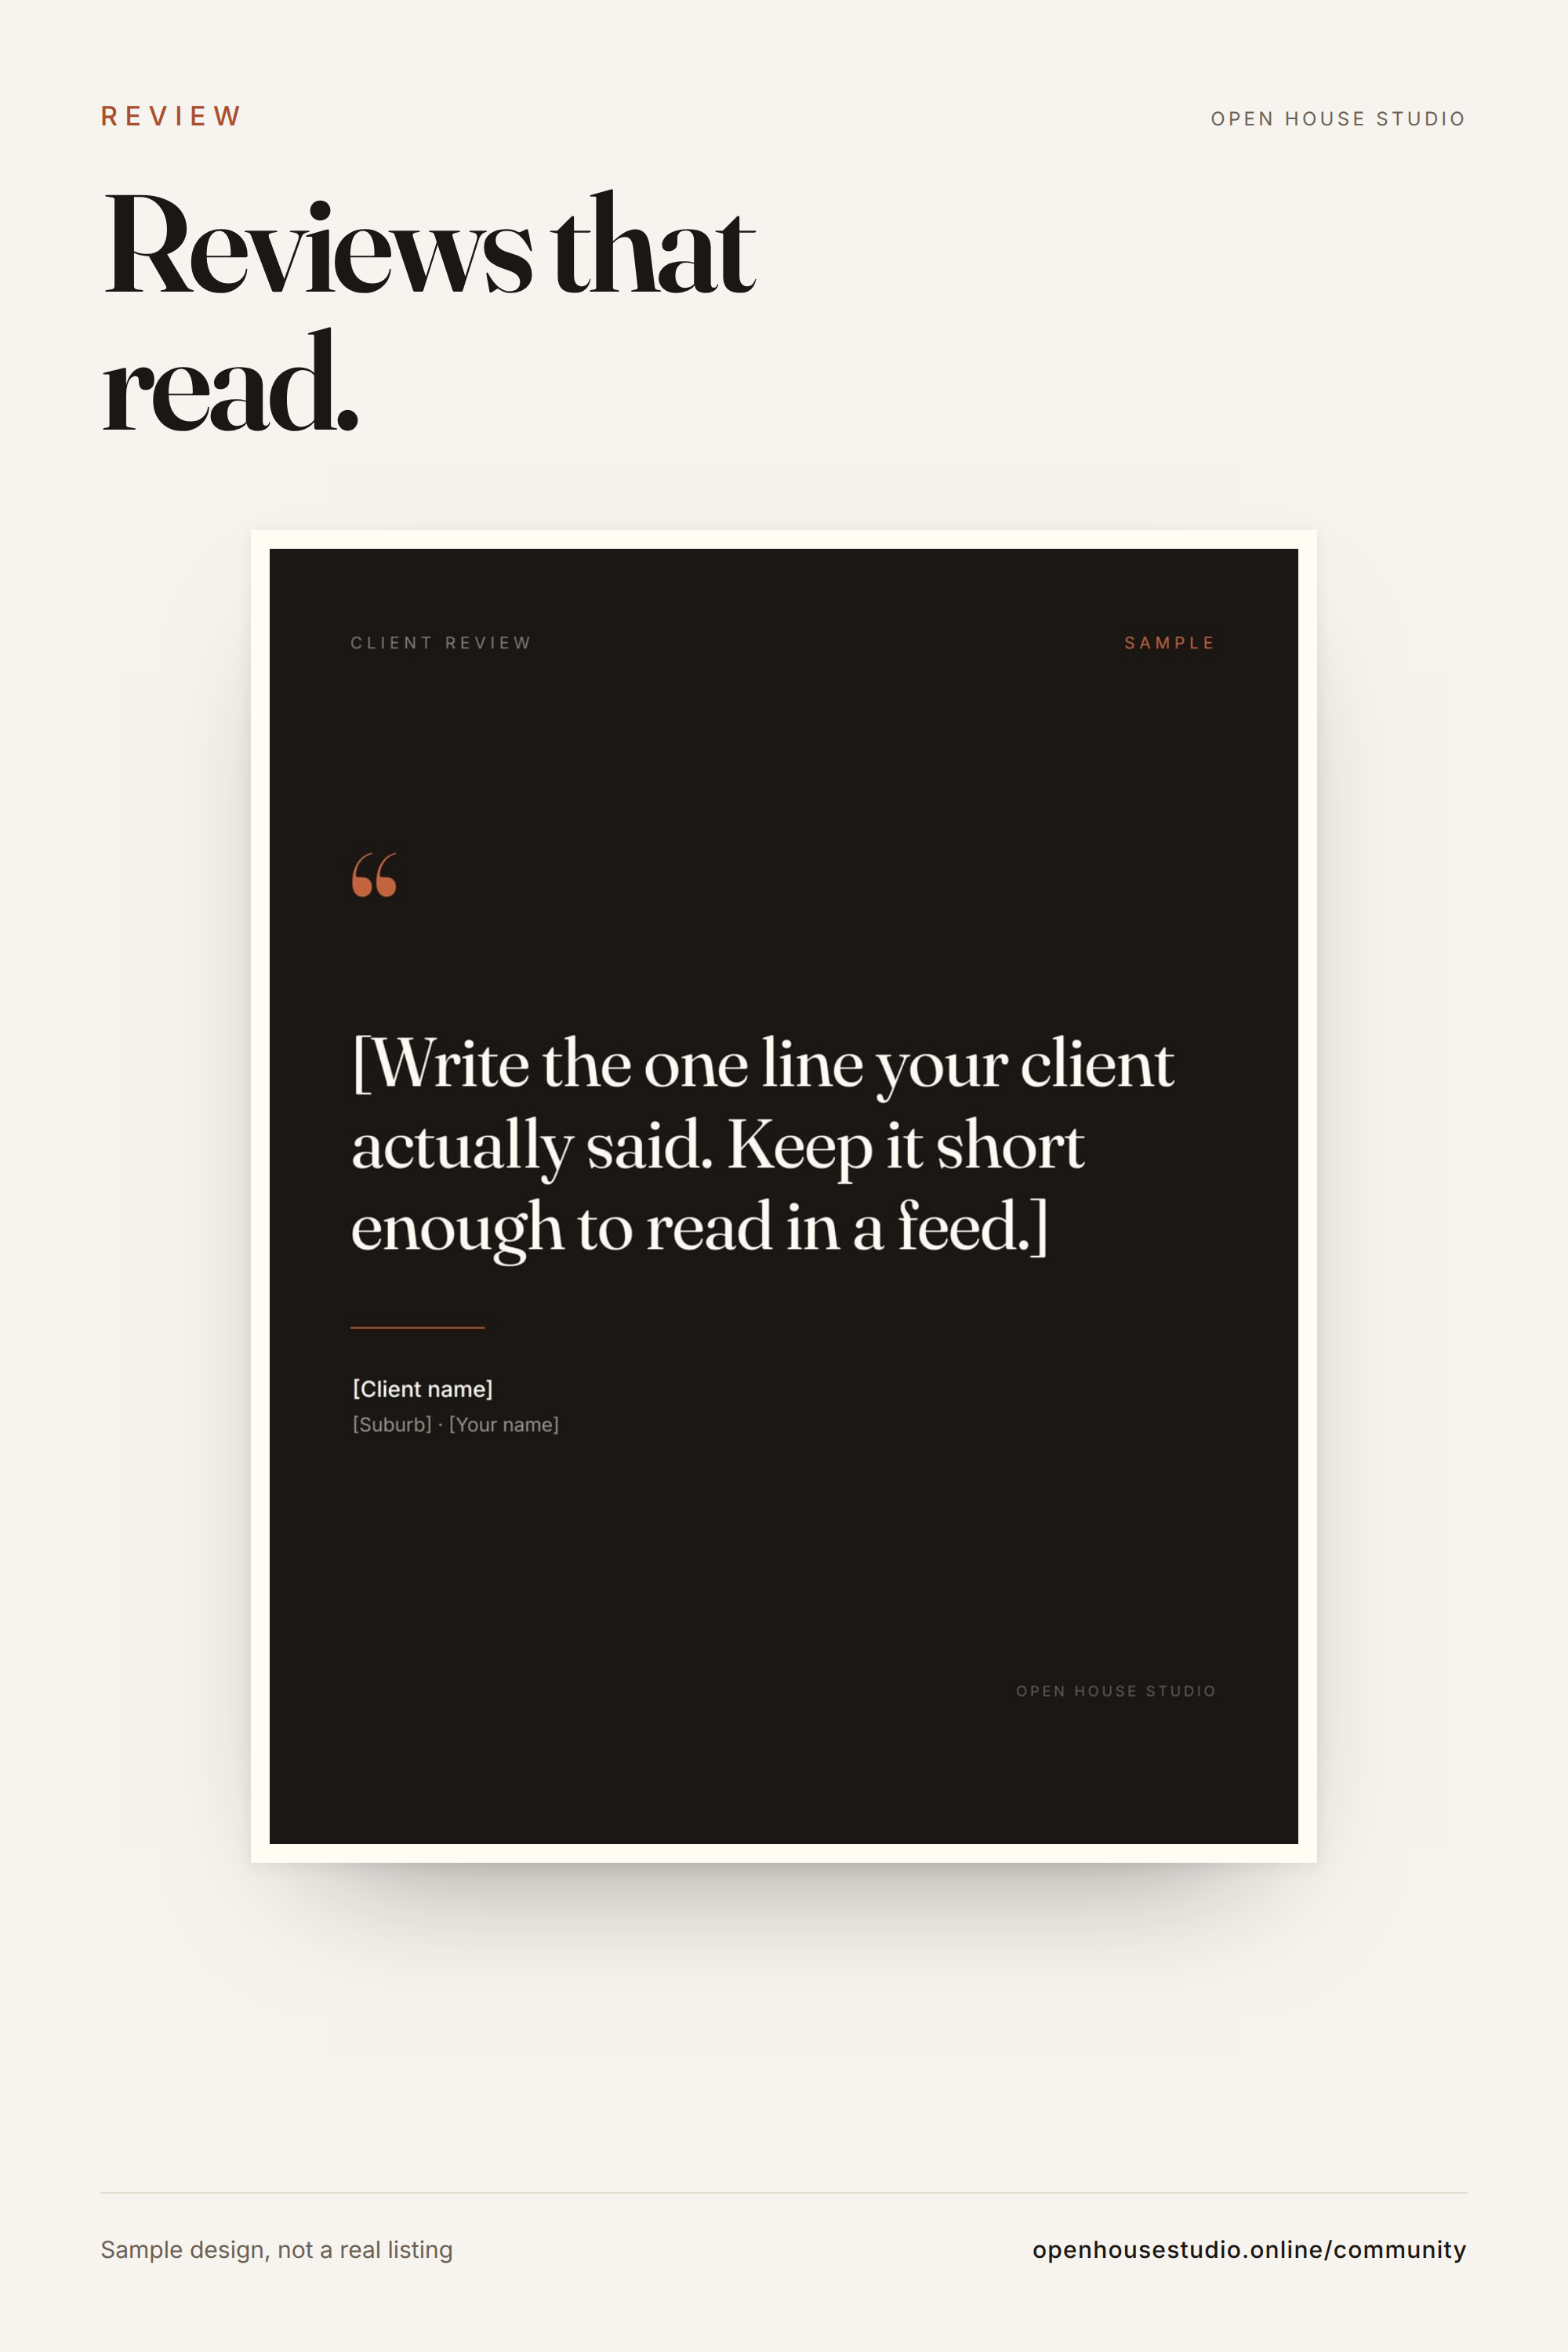 REVIEW
OPEN HOUSE STUDIO
Reviews that
read.
CLIENT REVIEW
SAMPLE
“
[Write the one line your client
actually said. Keep it short
enough to read in a feed.]
[Client name]
[Suburb] · [Your name]
OPEN HOUSE STUDIO
Sample design, not a real listing
openhousestudio.online/community